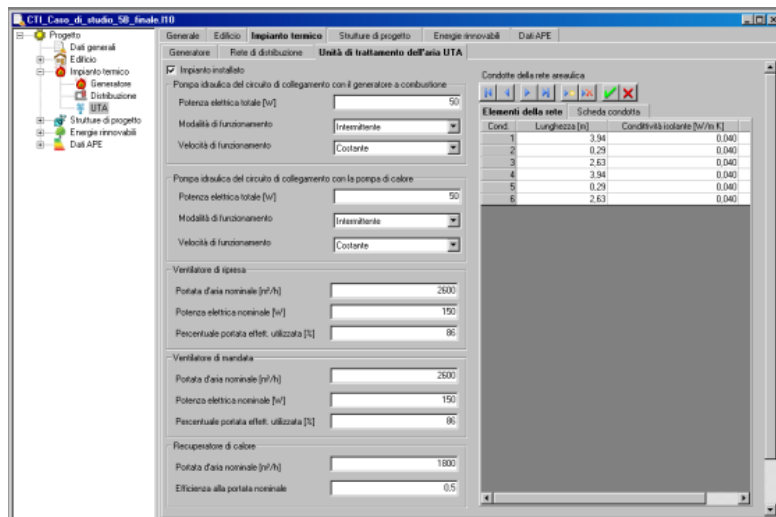 CTI_Caso_di_studio_5B_finale.I10
Progetto
Dati generali
Edificio
Impianto termico
Generatore
Distribuzione
UTA
Strutture di progetto
Energie rinnovabili
Dati APE
Generale Edificio Impianto termico Strutture di progetto Energie rinnovabili Dati APE
Generatore Rete di distribuzione Unità di trattamento dell'aria UTA
Impianto installato
Pompa idraulica del circuito di collegamento con il generatore a combustione
Potenza elettrica totale [W] 50
Modalità di funzionamento Intermittente
Velocità di funzionamento Costante
Pompa idraulica del circuito di collegamento con la pompa di calore
Potenza elettrica totale [W] 50
Modalità di funzionamento Intermittente
Velocità di funzionamento Costante
Ventilatore di ripresa
Portata d'aria nominale [m³/h] 2600
Potenza elettrica nominale [W] 150
Percentuale portata effett. utilizzata [%] 86
Ventilatore di mandata
Portata d'aria nominale [m³/h] 2600
Potenza elettrica nominale [W] 150
Percentuale portata effett. utilizzata [%] 86
Recuperatore di calore
Portata d'aria nominale [m³/h] 1800
Efficienza alla portata nominale 0.5
Condotte della rete areaulica
Elementi della rete Scheda condotta
Cond. Lunghezza [m] Condittività isolante [W/m K]
1 3,94 0,040
2 0,29 0,040
3 2,63 0,040
4 3,94 0,040
5 0,29 0,040
6 2,63 0,040